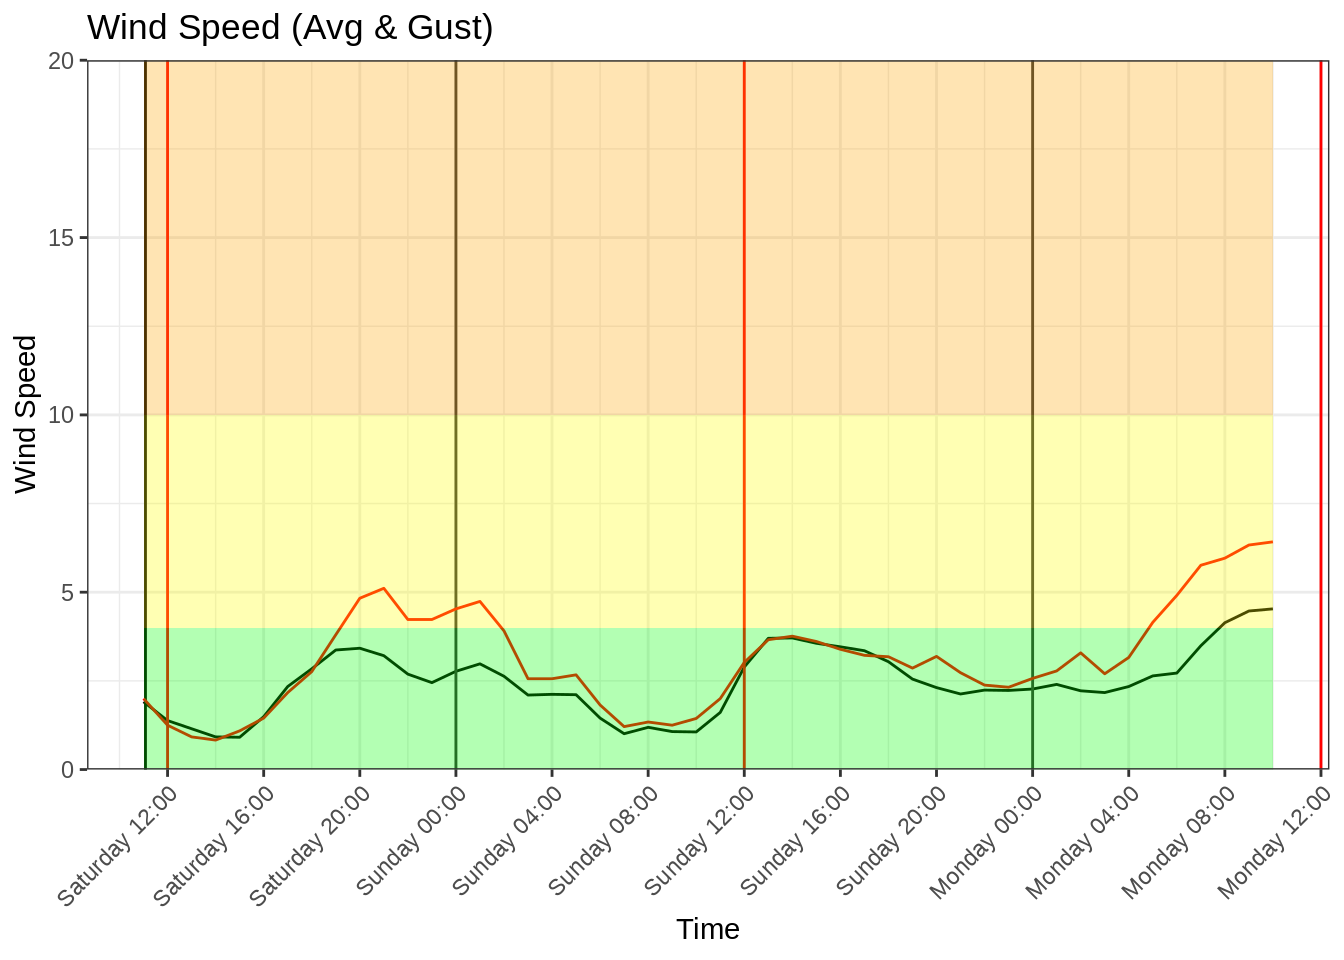 Wind Speed (Avg & Gust)
20
15
10
5
0
Wind Speed
Saturday 12:00
Saturday 16:00
Saturday 20:00
Sunday 00:00
Sunday 04:00
Sunday 08:00
Sunday 12:00
Sunday 16:00
Sunday 20:00
Monday 00:00
Monday 04:00
Monday 08:00
Monday 12:00
Time